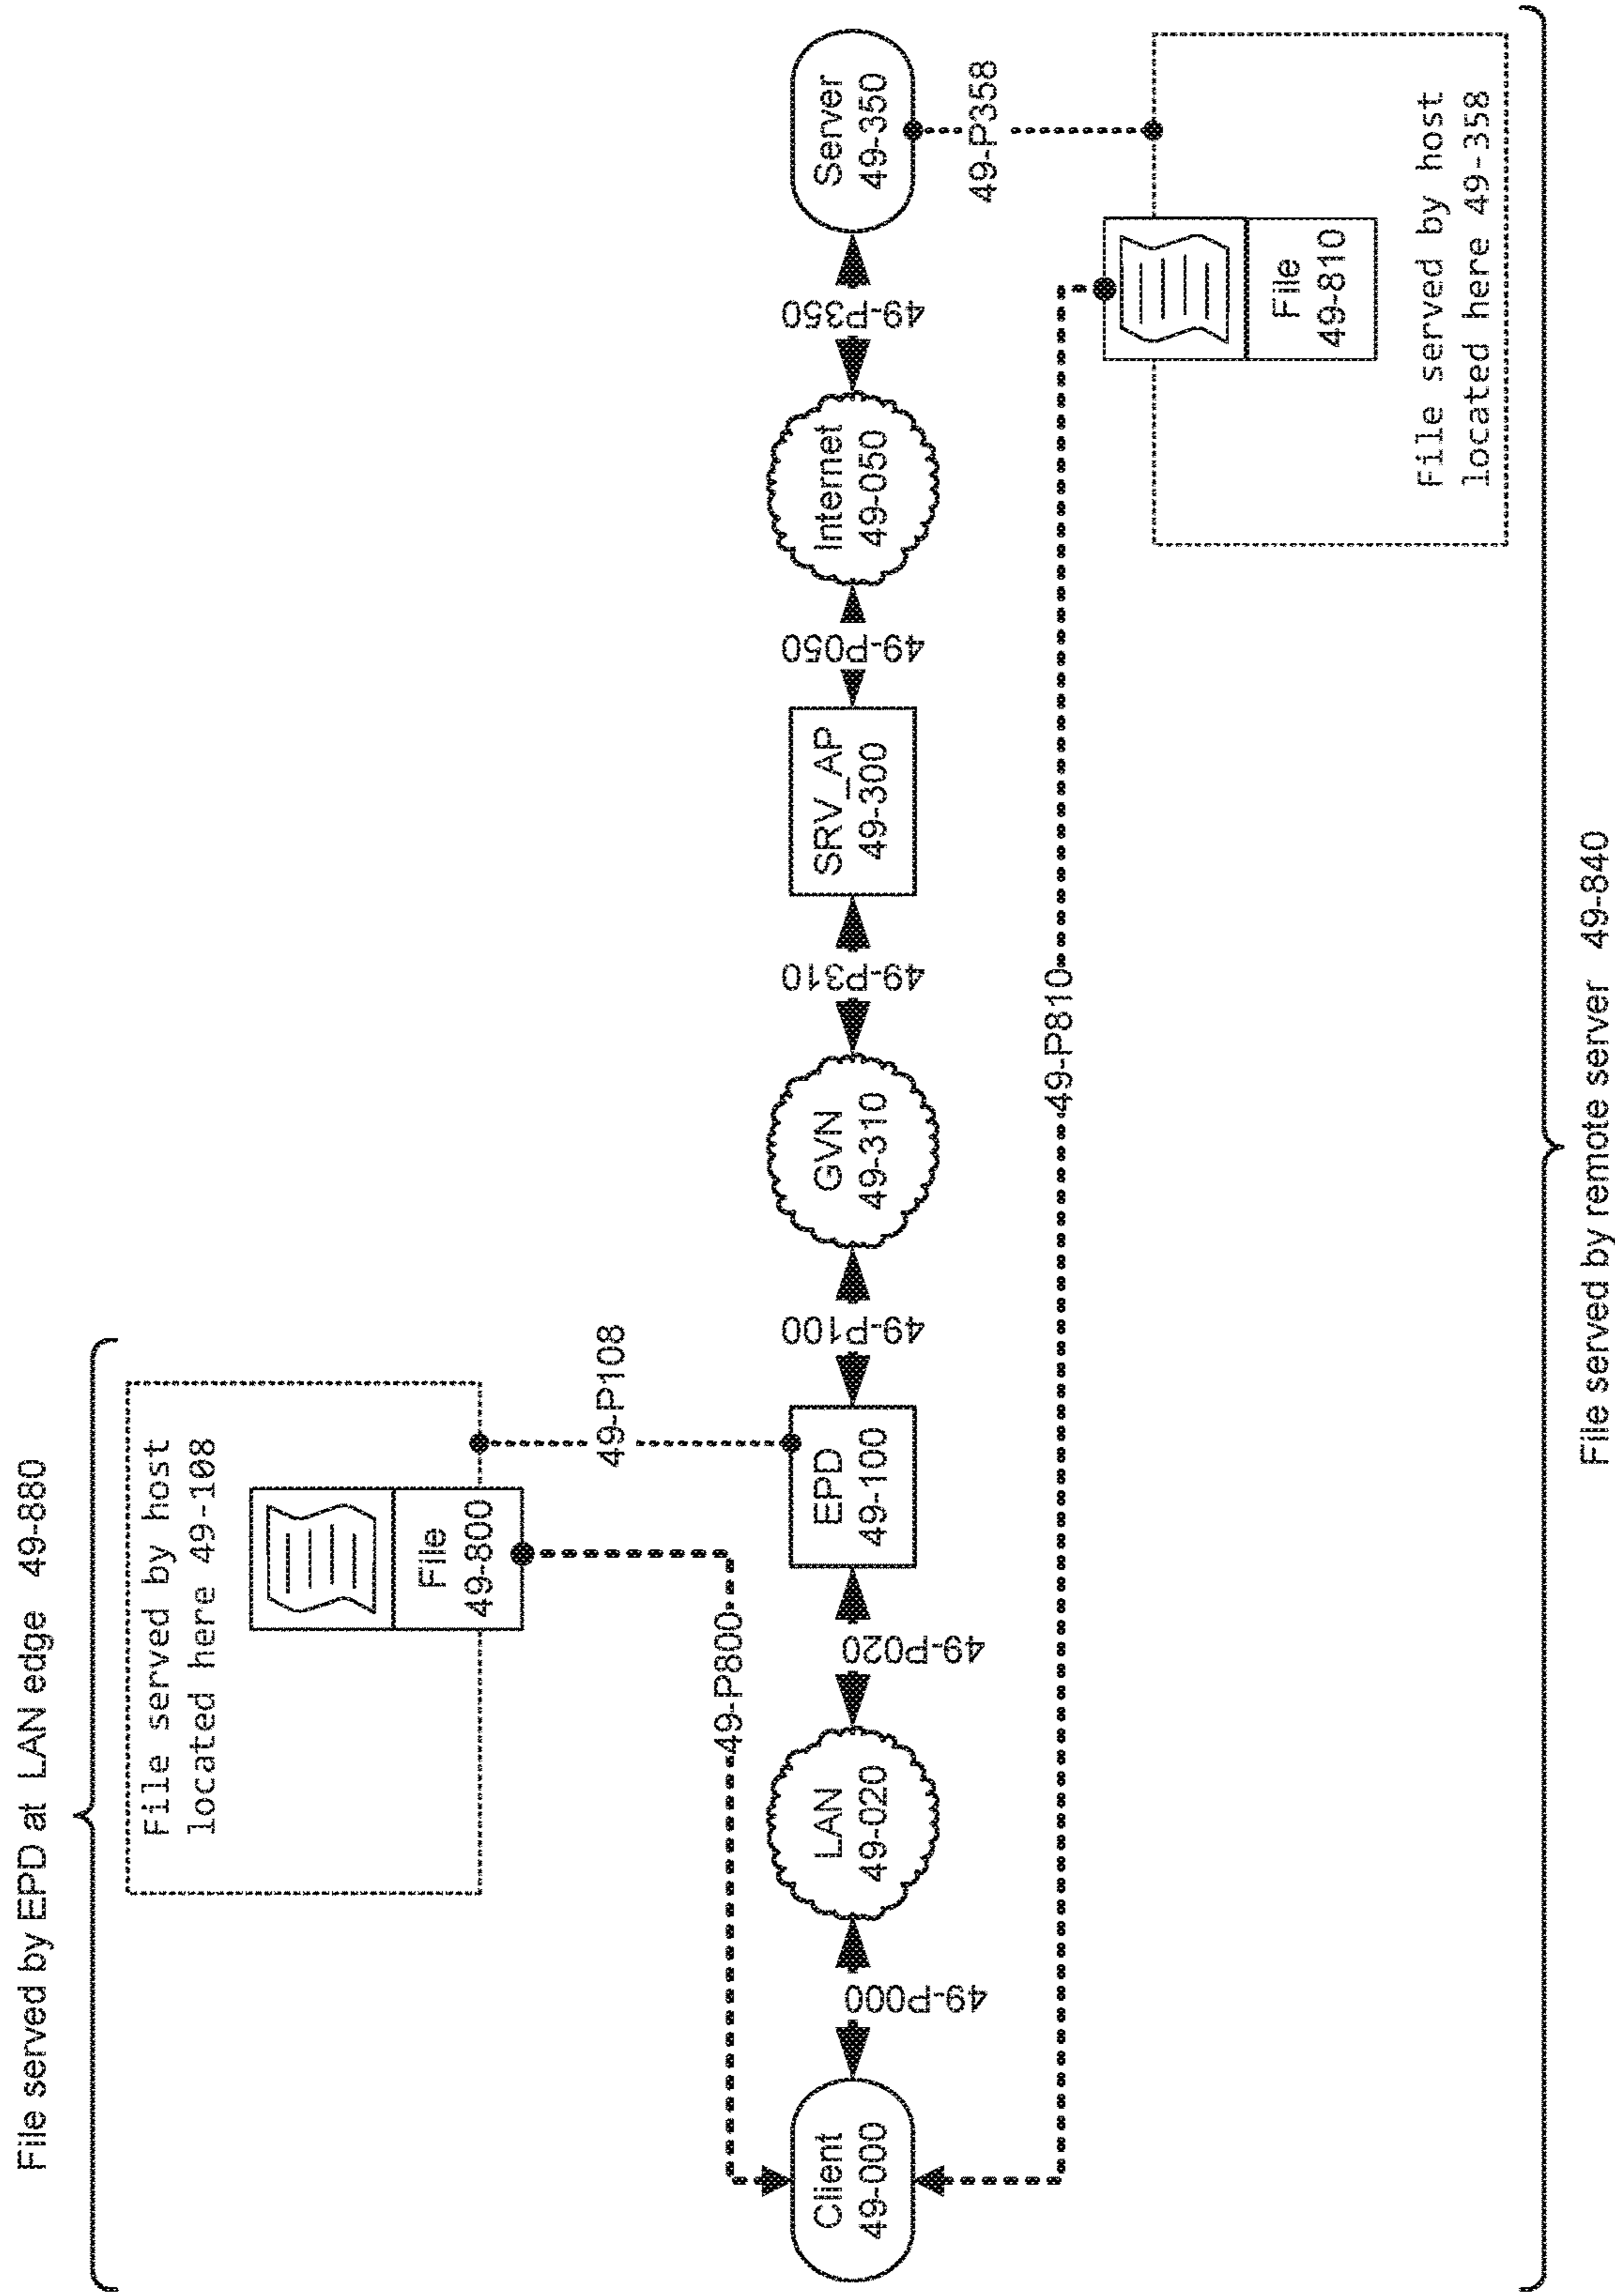 File served by EPD at LAN edge 49-880
File served by host
located here 49-108
File
49-800
49-P108
49-P800
Client
49-000
49-P000
LAN
49-020
49-P020
EPD
49-100
49-P100
GVN
49-310
49-P310
SRV_AP
49-300
49-P050
Internet
49-050
49-P350
Server
49-350
49-P358
49-P810
File
49-810
File served by host
located here 49-358
File served by remote server 49-840